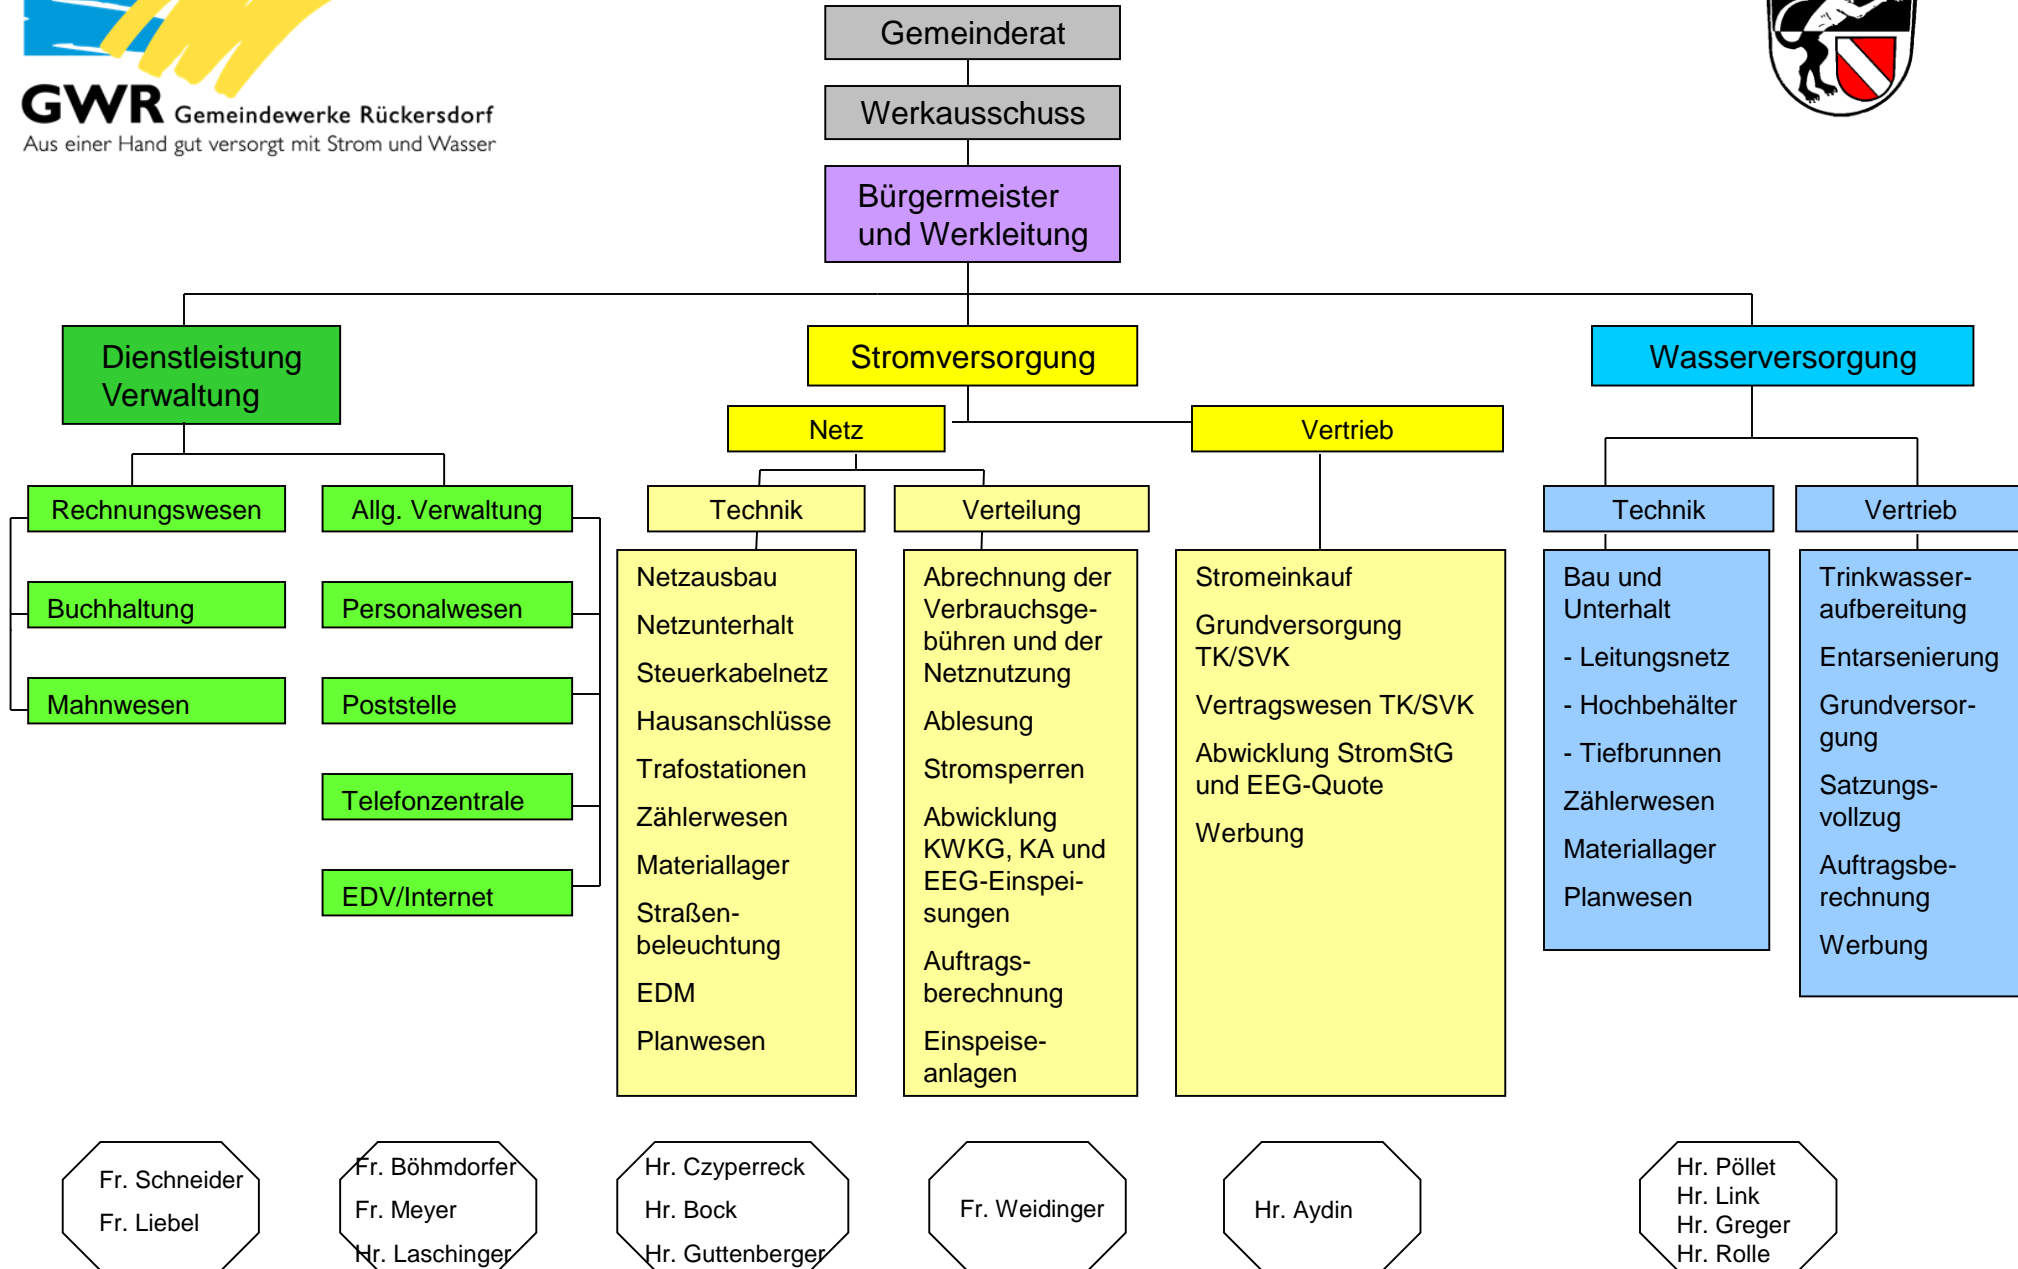 GWR Gemeindewerke Rückersdorf
Aus einer Hand gut versorgt mit Strom und Wasser
Gemeinderat
Werkausschuss
Bürgermeister
und Werkleitung
Dienstleistung
Verwaltung
Rechnungswesen
Buchhaltung
Mahnwesen
Allg. Verwaltung
Personalwesen
Poststelle
Telefonzentrale
EDV/Internet
Stromversorgung
Netz
Technik
Netzausbau
Netzunterhalt
Steuerkabelnetz
Hausanschlüsse
Trafostationen
Zählerwesen
Materiallager
Straßen-
beleuchtung
EDM
Planwesen
Verteilung
Abrechnung der
Verbrauchsge-
bühren und der
Netznutzung
Ablesung
Stromsperren
Abwicklung
KWKG, KA und
EEG-Einspei-
sungen
Auftrags-
berechnung
Einspeise-
anlagen
Vertrieb
Stromeinkauf
Grundversorgung
TK/SVK
Vertragswesen TK/SVK
Abwicklung StromStG
und EEG-Quote
Werbung
Wasserversorgung
Technik
Bau und
Unterhalt
- Leitungsnetz
- Hochbehälter
- Tiefbrunnen
Zählerwesen
Materiallager
Planwesen
Vertrieb
Trinkwasser-
aufbereitung
Entarsenierung
Grundversor-
gung
Satzungs-
vollzug
Auftragsbe-
rechnung
Werbung
Fr. Schneider
Fr. Liebel
Fr. Böhmdorfer
Fr. Meyer
Hr. Laschinger
Hr. Czyperreck
Hr. Bock
Hr. Guttenberger
Fr. Weidinger
Hr. Aydin
Hr. Pöllet
Hr. Link
Hr. Greger
Hr. Rolle